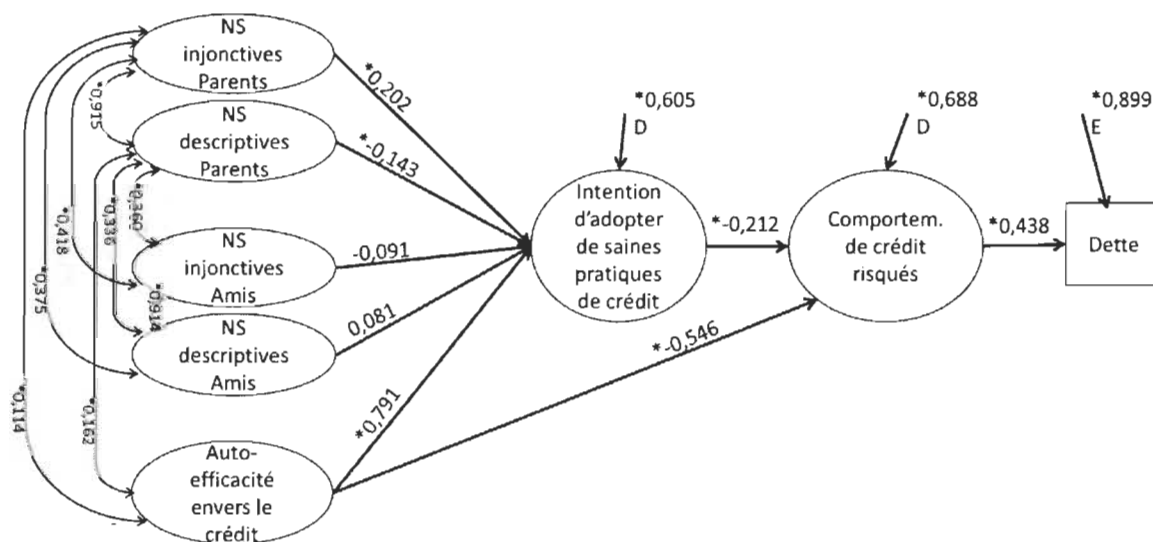 NS
injonctives
Parents
NS
descriptives
Parents
NS
injonctives
Amis
NS
descriptives
Amis
Auto-
efficacité
envers le
crédit
*0,915
*0,360
*0,336
*0,418
*0,914
*0,375
*0,114
*0,162
*0,202
*-0,143
-0,091
0,081
*0,791
*-0,546
*0,605
D
Intention
d'adopter
de saines
pratiques
de crédit
*-0,212
*0,688
D
Comportem.
de crédit
risqués
*0,438
*0,899
E
Dette